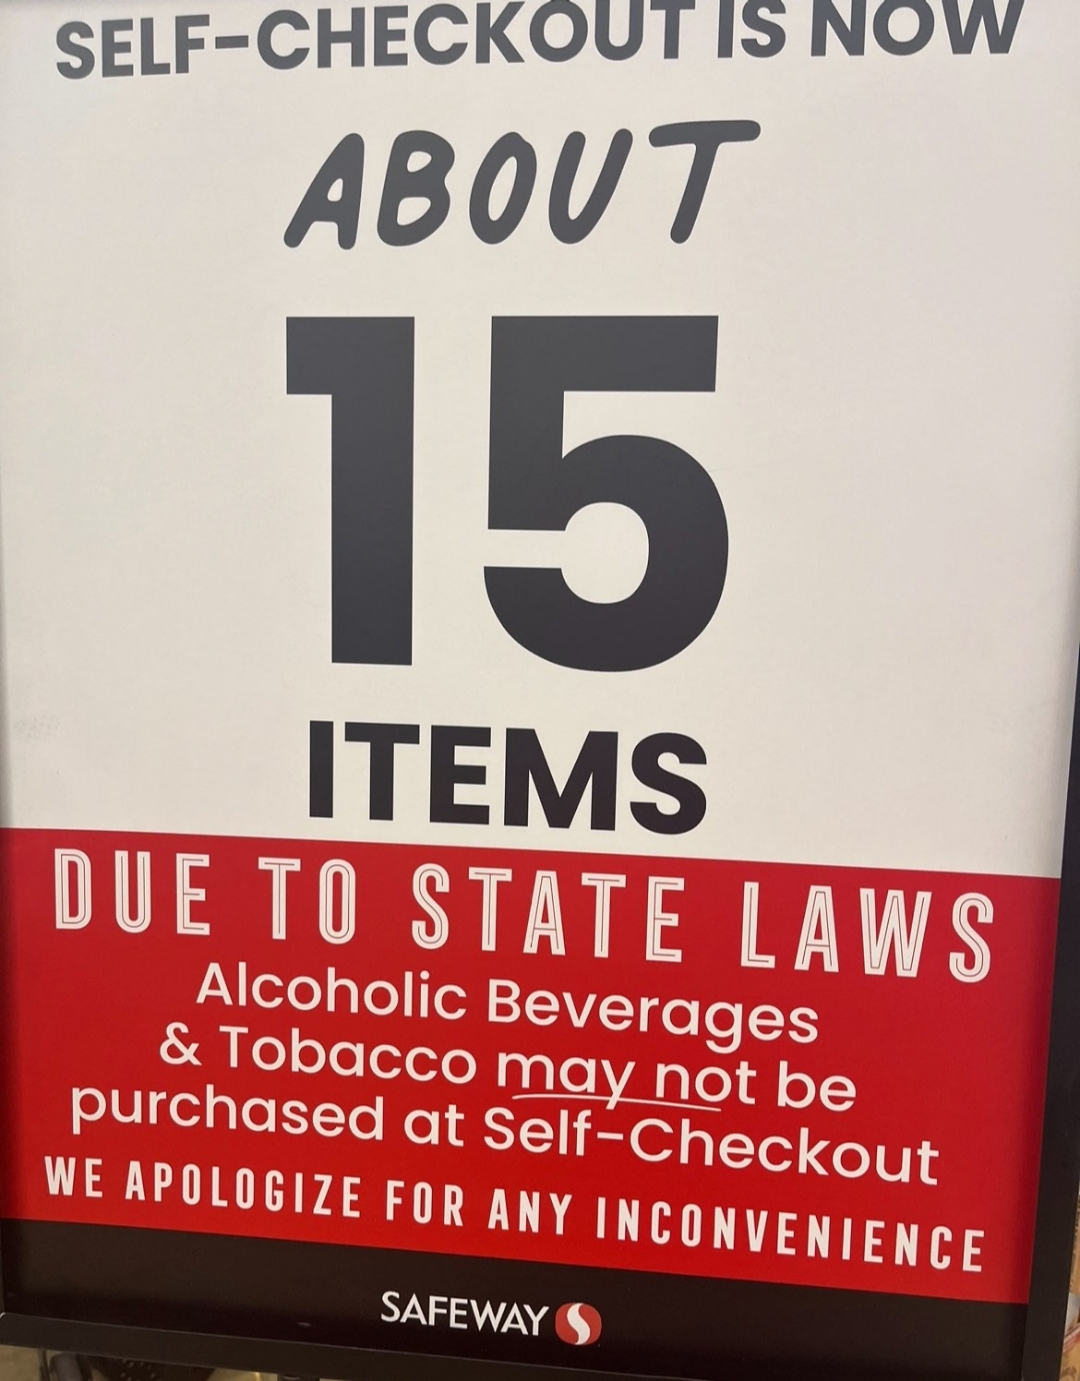 SELF-CHECKOUT IS NOW
ABOUT
15
ITEMS
DUE TO STATE LAWS
Alcoholic Beverages
& Tobacco may not be
purchased at Self-Checkout
WE APOLOGIZE FOR ANY INCONVENIENCE
SAFEWAY